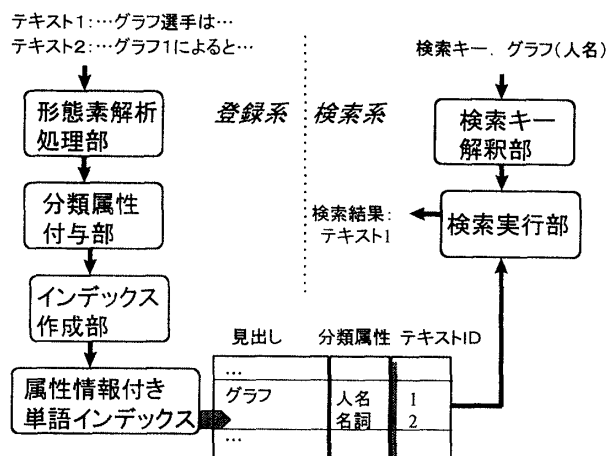 テキスト1:…グラフ選手は…
テキスト2:…グラフ1によると…
検索キー. グラフ(人名)
形態素解析
処理部
登録系
検索系
検索キー
解釈部
分類属性
付与部
検索結果:
テキスト1
検索実行部
インデックス
作成部
見出し 分類属性 テキストID
…
グラフ 人名 1
名詞 2
…
属性情報付き
単語インデックス